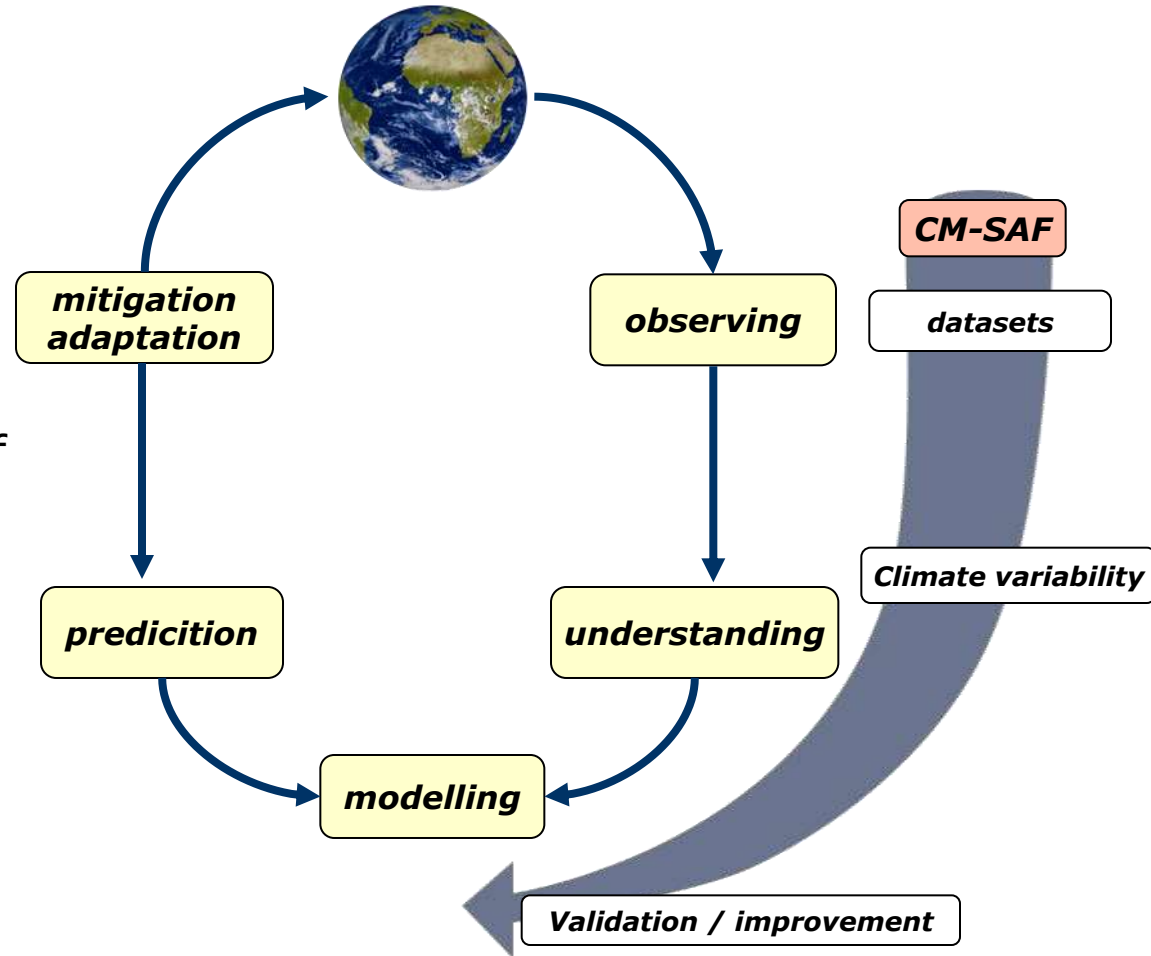 CM-SAF
mitigation
adaptation
observing
datasets
Climate variability
predicition
understanding
modelling
Validation / improvement